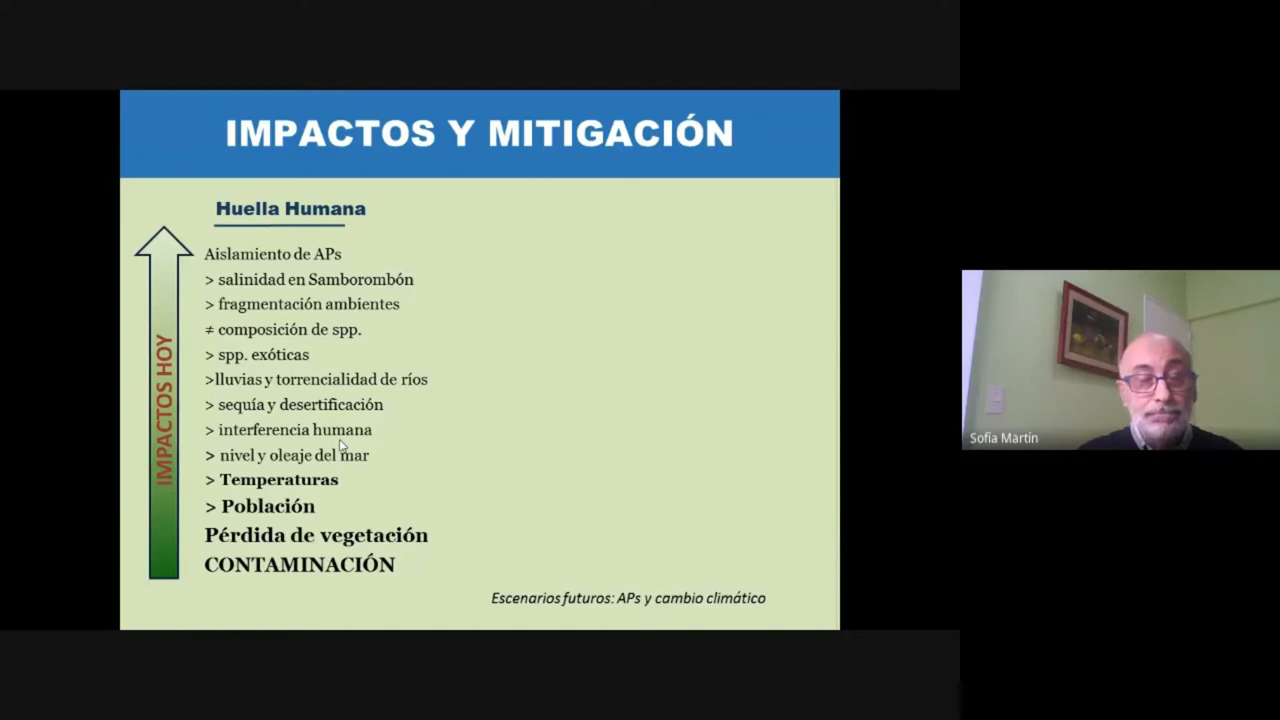 IMPACTOS Y MITIGACIÓN
Huella Humana
IMPACTOS HOY
Aislamiento de APs
> salinidad en Samborombón
> fragmentación ambientes
≠ composición de spp.
> spp. exóticas
>lluvias y torrencialidad de ríos
> sequía y desertificación
> interferencia humana
> nivel y oleaje del mar
> Temperaturas
> Población
Pérdida de vegetación
CONTAMINACIÓN
Escenarios futuros: APs y cambio climático
Sofía Martín